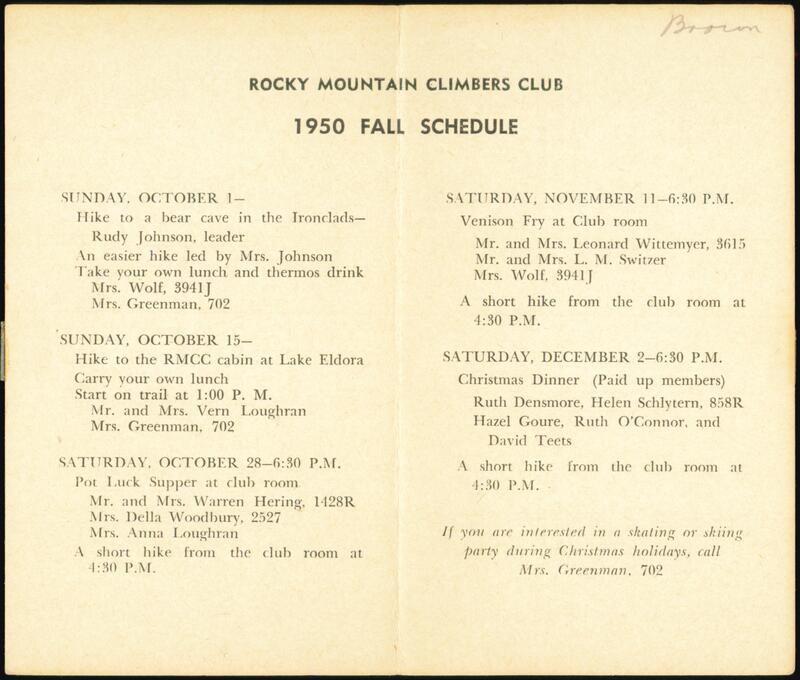 Brown
ROCKY MOUNTAIN CLIMBERS CLUB
1950 FALL SCHEDULE
SUNDAY, OCTOBER 1—
Hike to a bear cave in the Ironclads—
Rudy Johnson, leader
An easier hike led by Mrs. Johnson
Take your own lunch and thermos drink
Mrs. Wolf, 3941J
Mrs. Greenman, 702
SUNDAY, OCTOBER 15—
Hike to the RMCC cabin at Lake Eldora
Carry your own lunch
Start on trail at 1:00 P. M.
Mr. and Mrs. Vern Loughran
Mrs. Greenman, 702
SATURDAY, OCTOBER 28—6:30 P.M.
Pot Luck Supper at club room
Mr. and Mrs. Warren Hering, 1428R
Mrs. Della Woodbury, 2527
Mrs. Anna Loughran
A short hike from the club room at
4:30 P.M.
SATURDAY, NOVEMBER 11—6:30 P.M.
Venison Fry at Club room
Mr. and Mrs. Leonard Wittemyer, 3615
Mr. and Mrs. L. M. Switzer
Mrs. Wolf, 3941J
A short hike from the club room at
4:30 P.M.
SATURDAY, DECEMBER 2—6:30 P.M.
Christmas Dinner (Paid up members)
Ruth Densmore, Helen Schlytern, 858R
Hazel Goure, Ruth O'Connor, and
David Teets
A short hike from the club room at
4:30 P.M.
If you are interested in a skating or skiing
party during Christmas holidays, call
Mrs. Greenman, 702